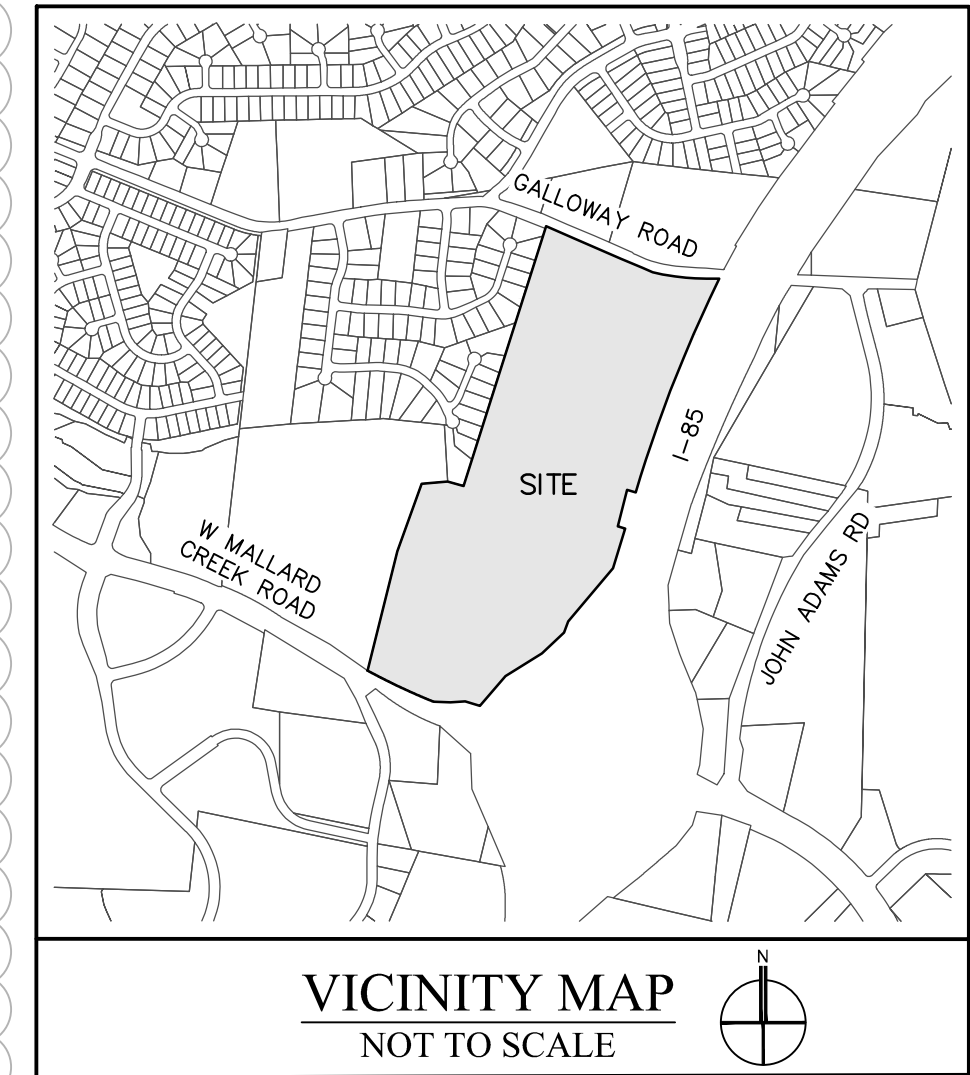 GALLOWAY ROAD
I-85
SITE
W MALLARD
CREEK ROAD
JOHN ADAMS RD
VICINITY MAP
NOT TO SCALE
N